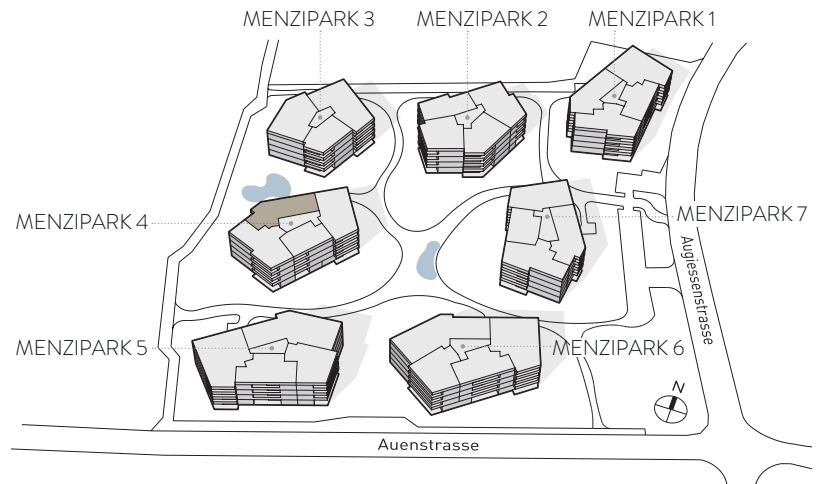 MENZIPARK 3
MENZIPARK 2
MENZIPARK 1
MENZIPARK 4
MENZIPARK 7
Augiessenstrasse
MENZIPARK 5
MENZIPARK 6
N
Auenstrasse